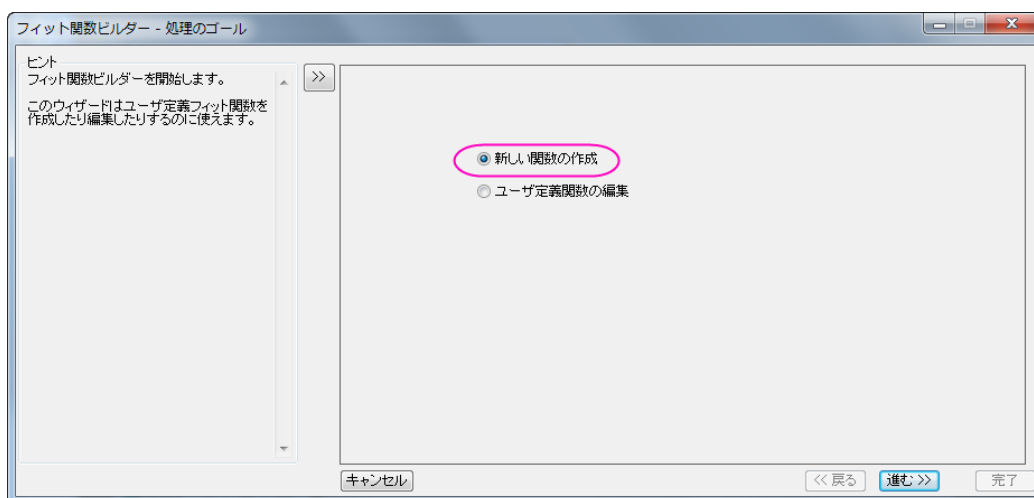 フィット関数ビルダー - 処理のゴール
ヒント
フィット関数ビルダーを開始します。
このウィザードはユーザ定義フィット関数を
作成したり編集したりするのに使えます。
>>
新しい関数の作成
ユーザ定義関数の編集
キャンセル
<< 戻る
進む >>
完了